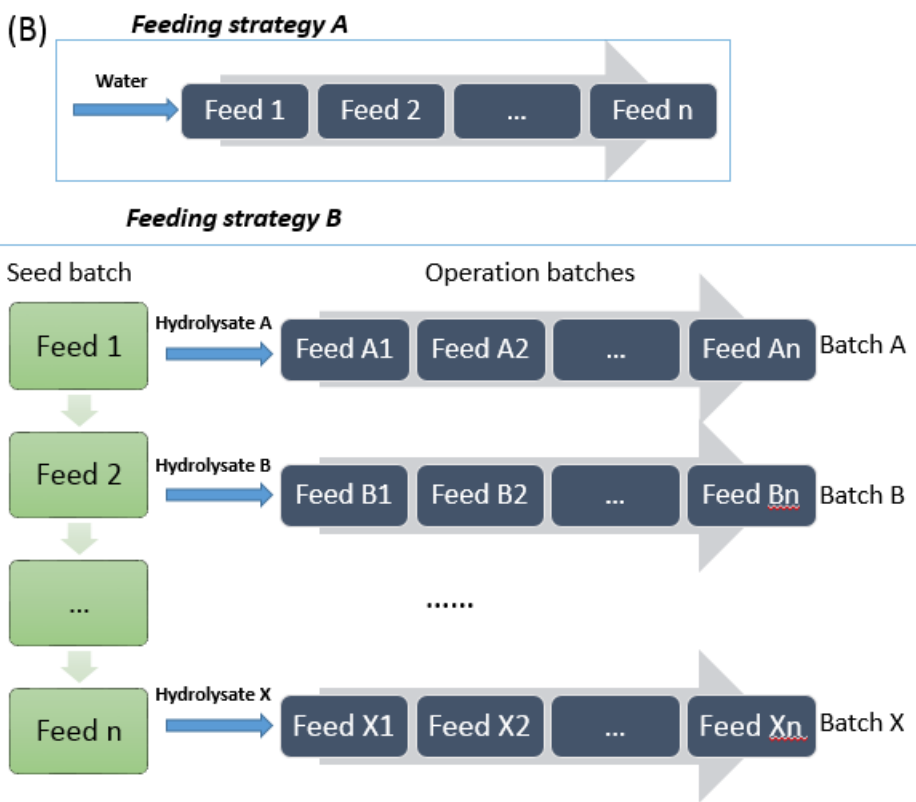 (B)
Feeding strategy A
Water
Feed 1 Feed 2 ... Feed n
Feeding strategy B
Seed batch Operation batches
Feed 1 Hydrolysate A Feed A1 Feed A2 ... Feed An Batch A
Feed 2 Hydrolysate B Feed B1 Feed B2 ... Feed Bn Batch B
... ......
Feed n Hydrolysate X Feed X1 Feed X2 ... Feed Xn Batch X